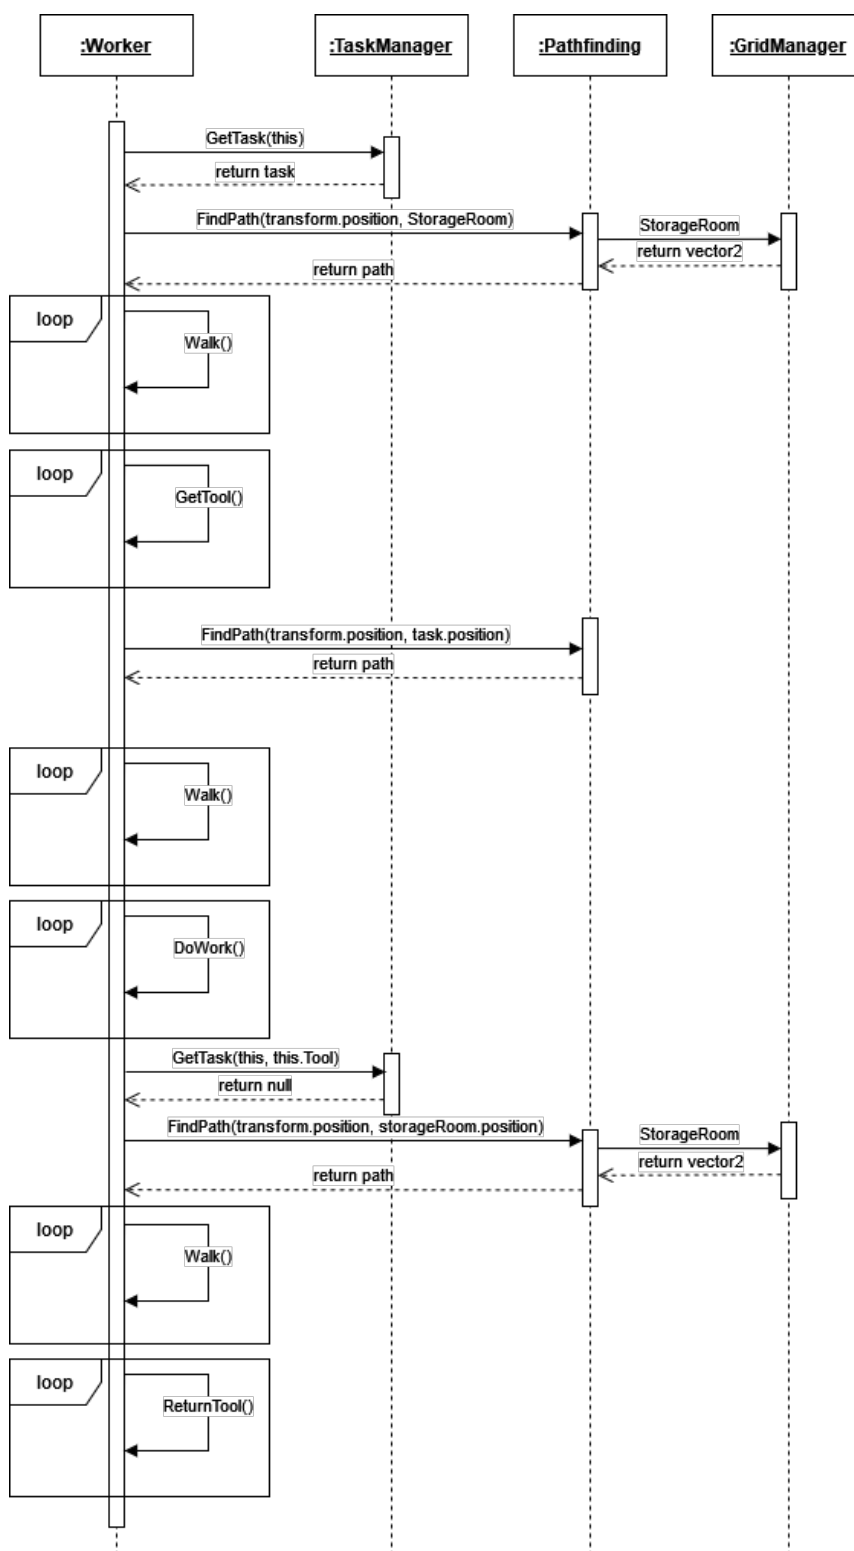 :Worker
:TaskManager
:Pathfinding
:GridManager
GetTask(this)
return task
FindPath(transform.position, StorageRoom)
StorageRoom
return vector2
return path
loop
Walk()
loop
GetTool()
FindPath(transform.position, task.position)
return path
loop
Walk()
loop
DoWork()
GetTask(this, this.Tool)
return null
FindPath(transform.position, storageRoom.position)
StorageRoom
return vector2
return path
loop
Walk()
loop
ReturnTool()